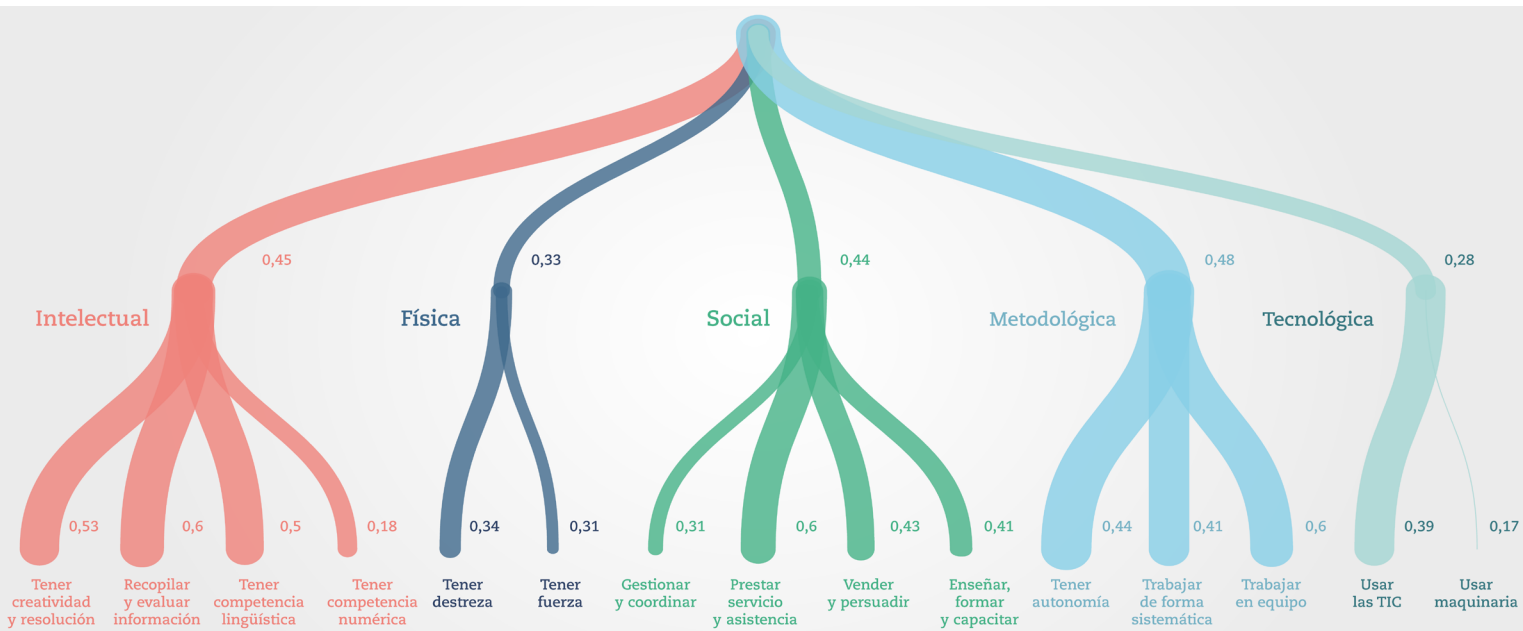 0,45
0,33
0,44
0,48
0,28
Intelectual
Física
Social
Metodológica
Tecnológica
0,53
0,6
0,5
0,18
0,34
0,31
0,31
0,6
0,43
0,41
0,44
0,41
0,6
0,39
0,17
Tener
creatividad
y resolución
Recopilar
y evaluar
información
Tener
competencia
lingüística
Tener
competencia
numérica
Tener
destreza
Tener
fuerza
Gestionar
y coordinar
Prestar
servicio
y asistencia
Vender
y persuadir
Enseñar,
formar
y capacitar
Tener
autonomía
Trabajar
de forma
sistemática
Trabajar
en equipo
Usar
las TIC
Usar
maquinaria